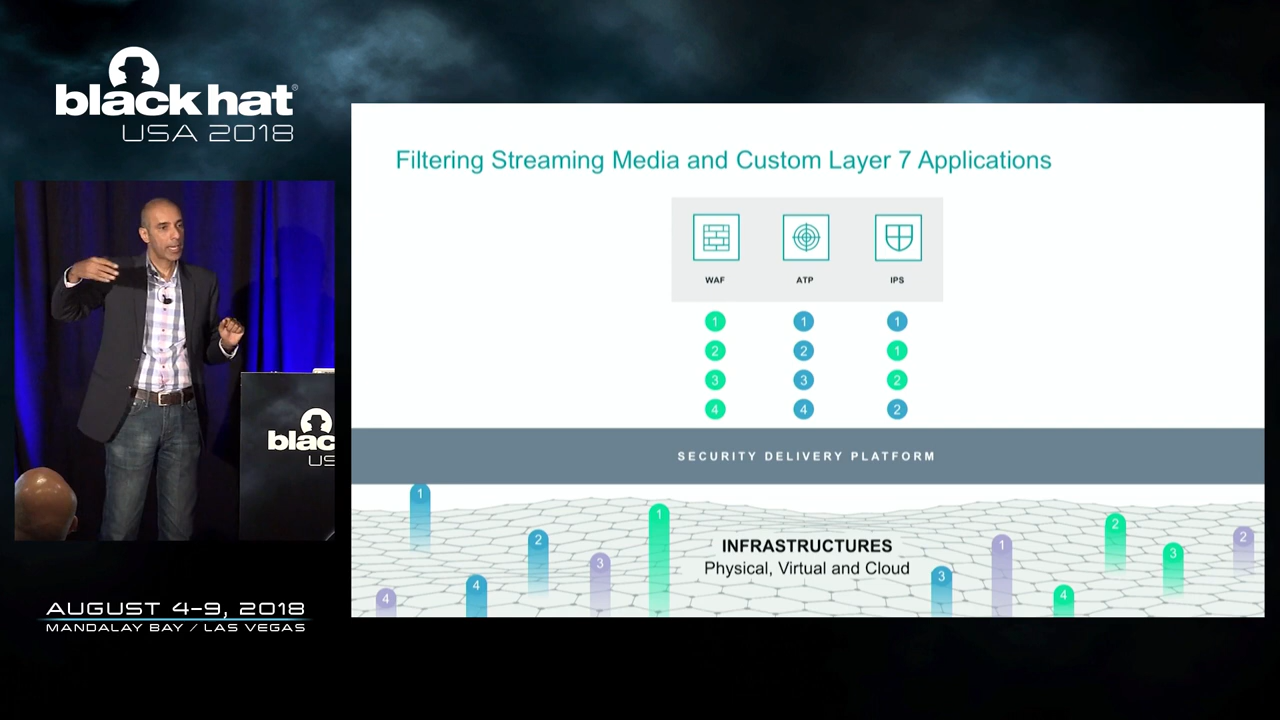 black hat®
USA 2018
Filtering Streaming Media and Custom Layer 7 Applications
WAF ATP IPS
1 1 1
2 2 1
3 3 2
4 4 2
SECURITY DELIVERY PLATFORM
1
2
4
3
4
1
INFRASTRUCTURES
Physical, Virtual and Cloud
3
1
4
2
3
2
blac
US
AUGUST 4-9, 2018
MANDALAY BAY / LAS VEGAS